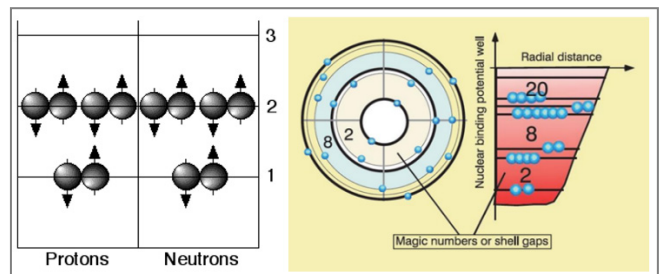 3
2
1
Protons
Neutrons
8
2
Nuclear binding potential well
Radial distance
20
8
2
Magic numbers or shell gaps